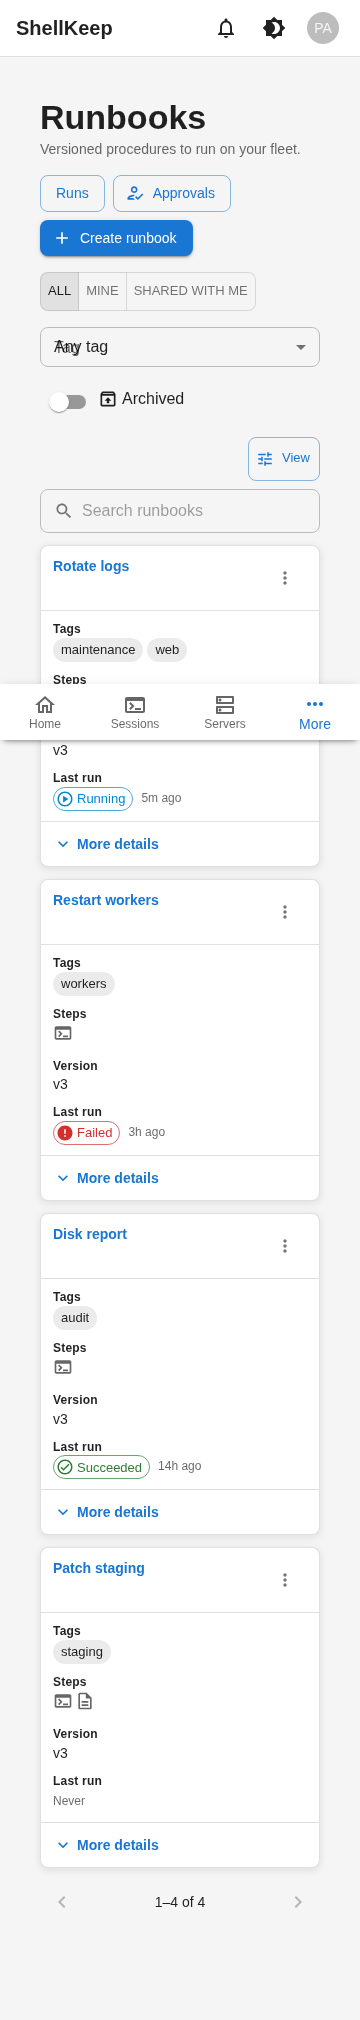 ShellKeep
PA
Runbooks
Versioned procedures to run on your fleet.
Runs
Approvals
Create runbook
ALL MINE SHARED WITH ME
Tag
Any tag
Archived
View
Search runbooks
Rotate logs
Tags
maintenance web
Steps
Home Sessions Servers More
v3
Last run
Running 5m ago
More details
Restart workers
Tags
workers
Steps
Version
v3
Last run
Failed 3h ago
More details
Disk report
Tags
audit
Steps
Version
v3
Last run
Succeeded 14h ago
More details
Patch staging
Tags
staging
Steps
Version
v3
Last run
Never
More details
1–4 of 4